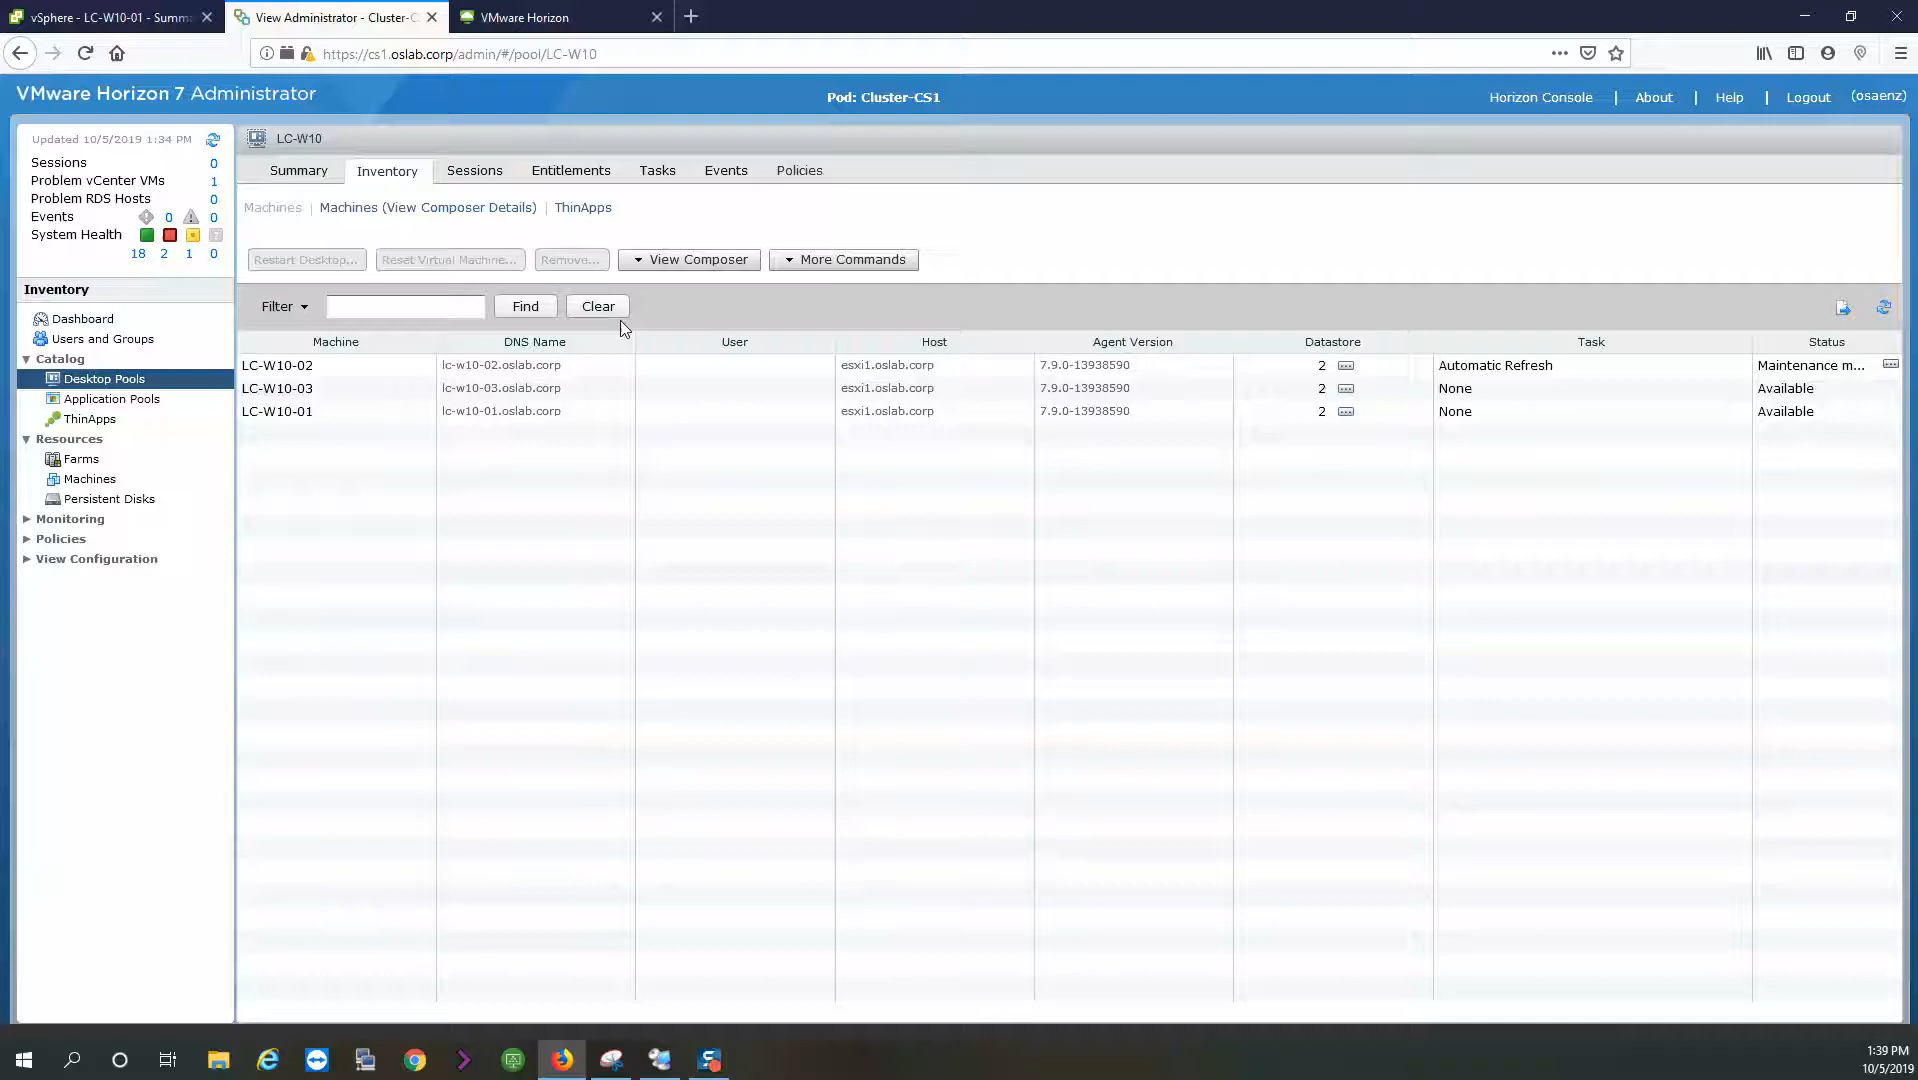 vSphere - LC-W10-01 - Summa
View Administrator - Cluster-C
VMware Horizon
https://cs1.oslab.corp/admin/#/pool/LC-W10
VMware Horizon 7 Administrator
Pod: Cluster-CS1
Horizon Console | About | Help | Logout (osaenz)
Updated 10/5/2019 1:34 PM
Sessions 0
Problem vCenter VMs 1
Problem RDS Hosts 0
Events 0 0
System Health
18 2 1 0
Inventory
Dashboard
Users and Groups
Catalog
Desktop Pools
Application Pools
ThinApps
Resources
Farms
Machines
Persistent Disks
Monitoring
Policies
View Configuration
LC-W10
Summary Inventory Sessions Entitlements Tasks Events Policies
Machines | Machines (View Composer Details) | ThinApps
Restart Desktop... Reset Virtual Machine... Remove... View Composer More Commands
Filter Find Clear
Machine DNS Name User Host Agent Version Datastore Task Status
LC-W10-02 lc-w10-02.oslab.corp esxi1.oslab.corp 7.9.0-13938590 2 ... Automatic Refresh Maintenance m... ...
LC-W10-03 lc-w10-03.oslab.corp esxi1.oslab.corp 7.9.0-13938590 2 ... None Available
LC-W10-01 lc-w10-01.oslab.corp esxi1.oslab.corp 7.9.0-13938590 2 ... None Available
1:39 PM
10/5/2019